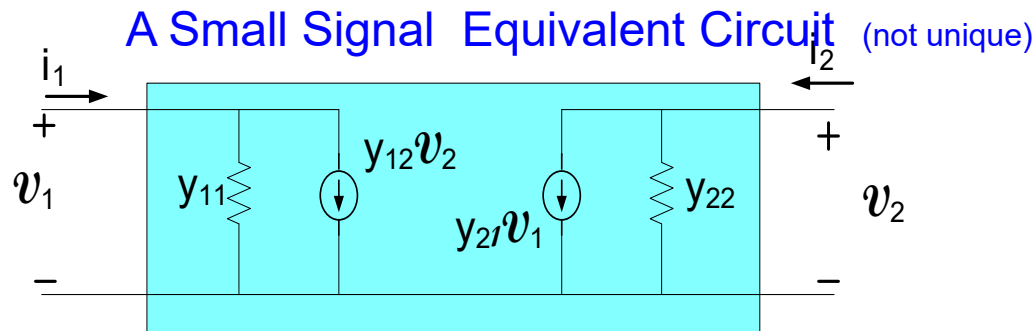 A Small Signal Equivalent Circuit (not unique)
i₁
i₂
+
+
y₁₂v₂
v₁
y₁₁
y₂₁v₁
y₂₂
v₂
−
−